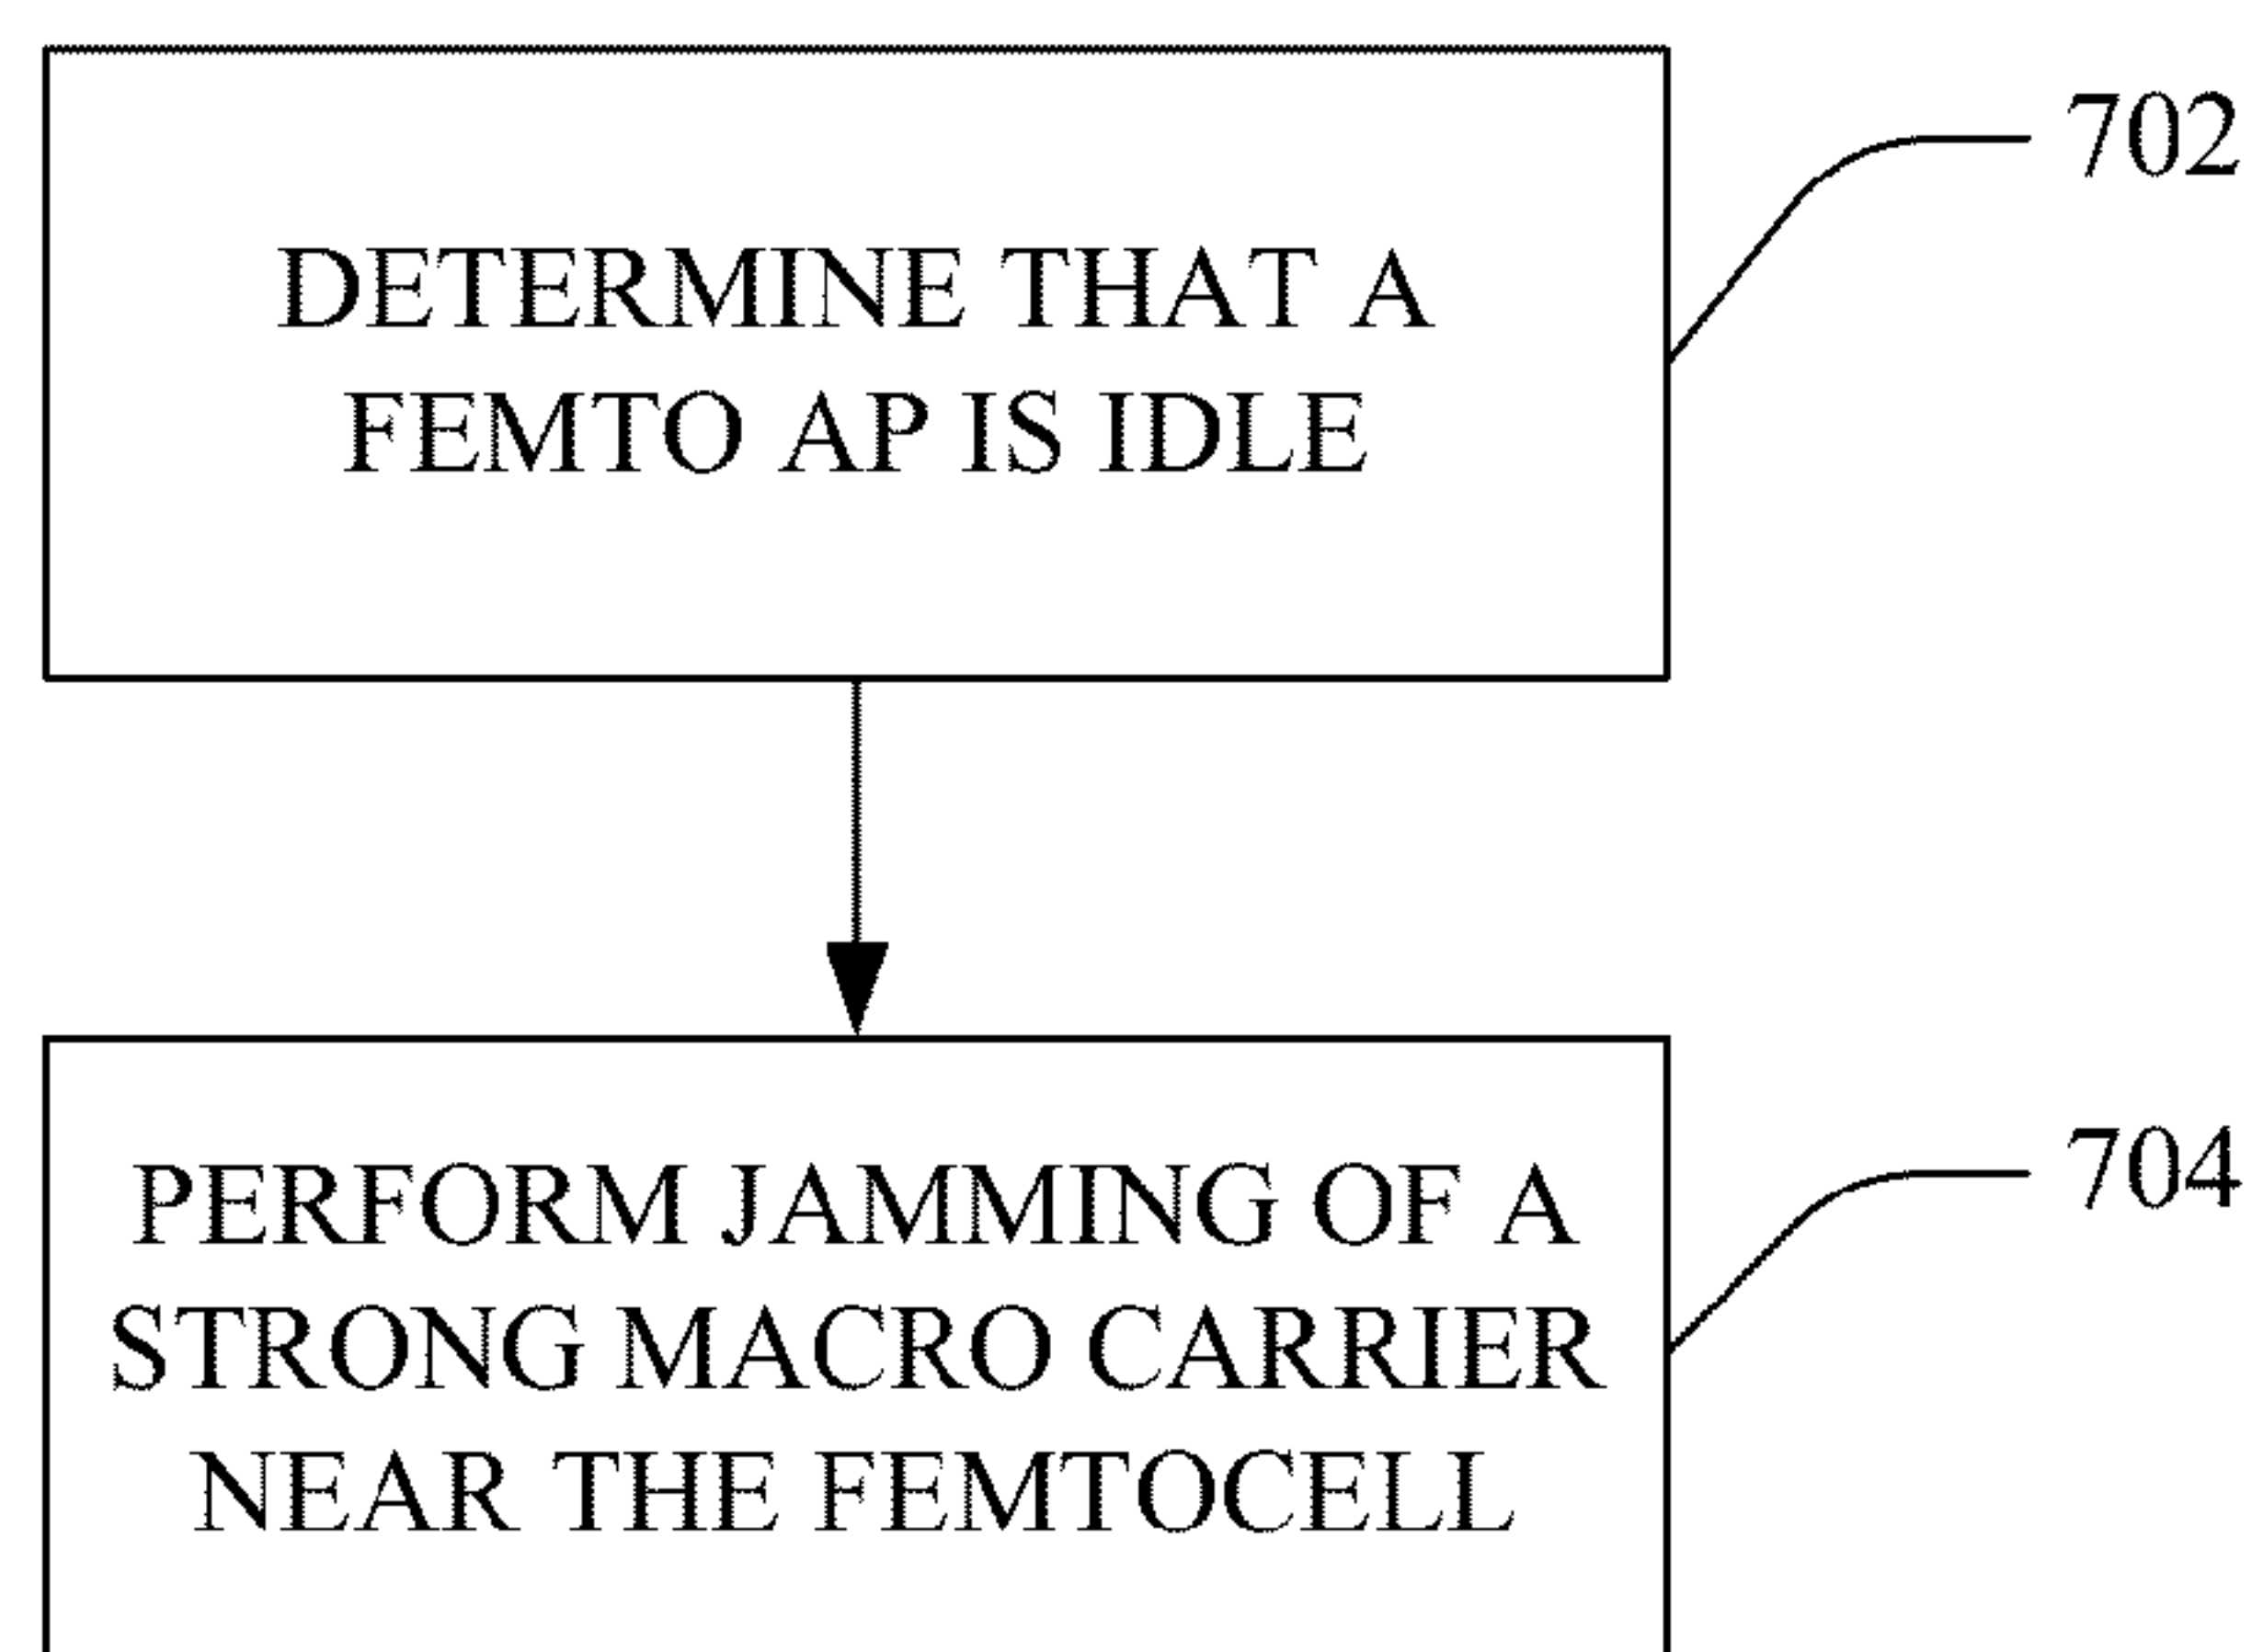 702
DETERMINE THAT A
FEMTO AP IS IDLE
704
PERFORM JAMMING OF A
STRONG MACRO CARRIER
NEAR THE FEMTOCELL